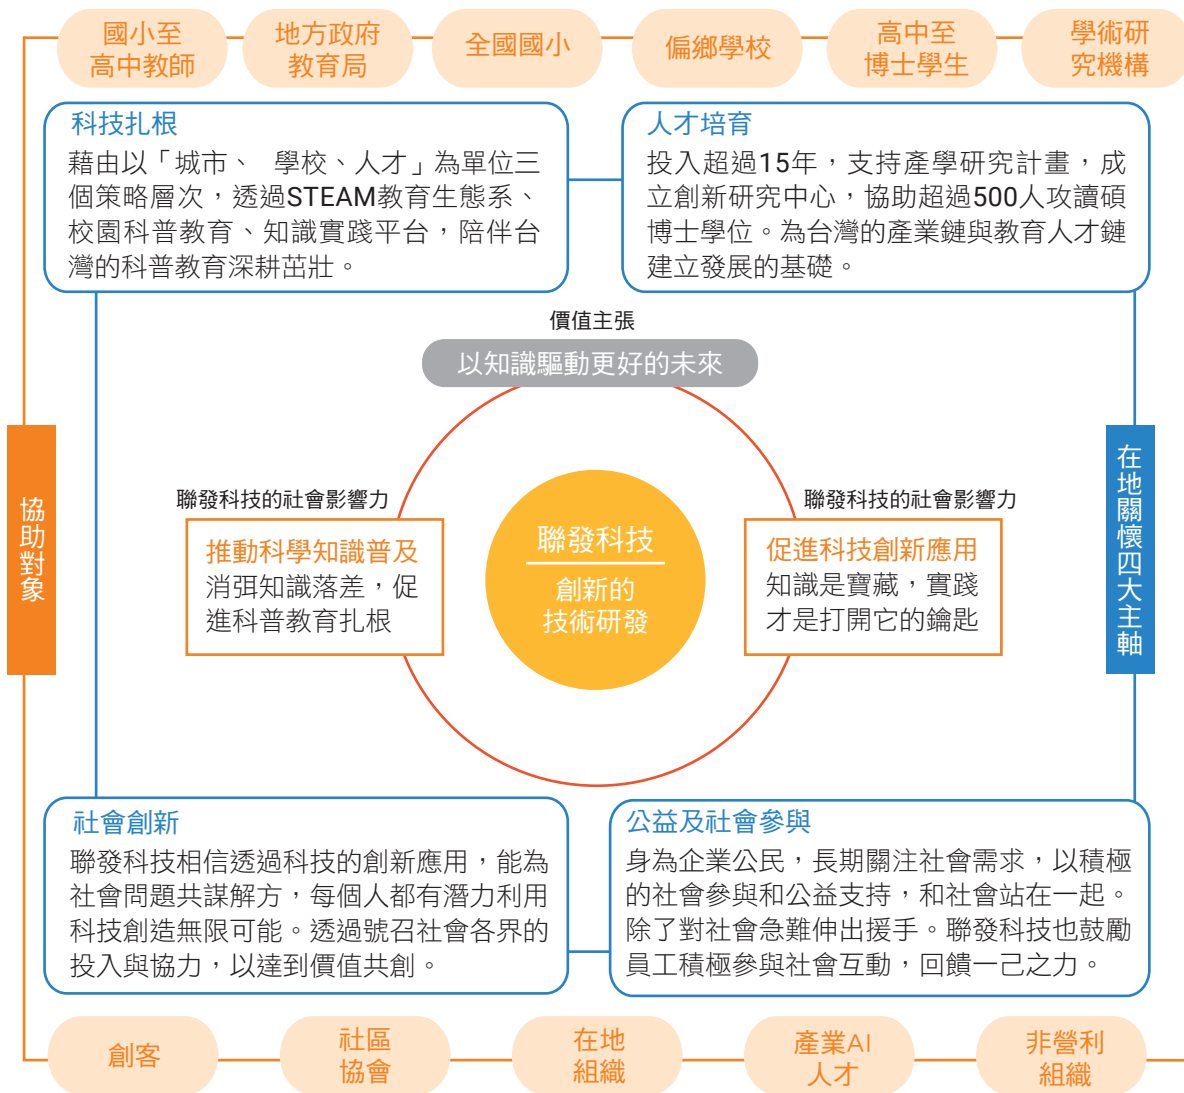 國小至
高中教師
地方政府
教育局
全國國小
偏鄉學校
高中至
博士學生
學術研
究機構
科技扎根
藉由以「城市、 學校、人才」為單位三
個策略層次，透過STEAM教育生態系、
校園科普教育、知識實踐平台，陪伴台
灣的科普教育深耕茁壯。
人才培育
投入超過15年，支持產學研究計畫，成
立創新研究中心，協助超過500人攻讀碩
博士學位。為台灣的產業鏈與教育人才鏈
建立發展的基礎。
價值主張
以知識驅動更好的未來
協助對象
聯發科技的社會影響力
推動科學知識普及
消弭知識落差，促
進科普教育扎根
聯發科技
創新的
技術研發
聯發科技的社會影響力
促進科技創新應用
知識是寶藏，實踐
才是打開它的鑰匙
在地關懷四大主軸
社會創新
聯發科技相信透過科技的創新應用，能為
社會問題共謀解方，每個人都有潛力利用
科技創造無限可能。透過號召社會各界的
投入與協力，以達到價值共創。
公益及社會參與
身為企業公民，長期關注社會需求，以積極
的社會參與和公益支持，和社會站在一起。
除了對社會急難伸出援手。聯發科技也鼓勵
員工積極參與社會互動，回饋一己之力。
創客
社區
協會
在地
組織
產業AI
人才
非營利
組織